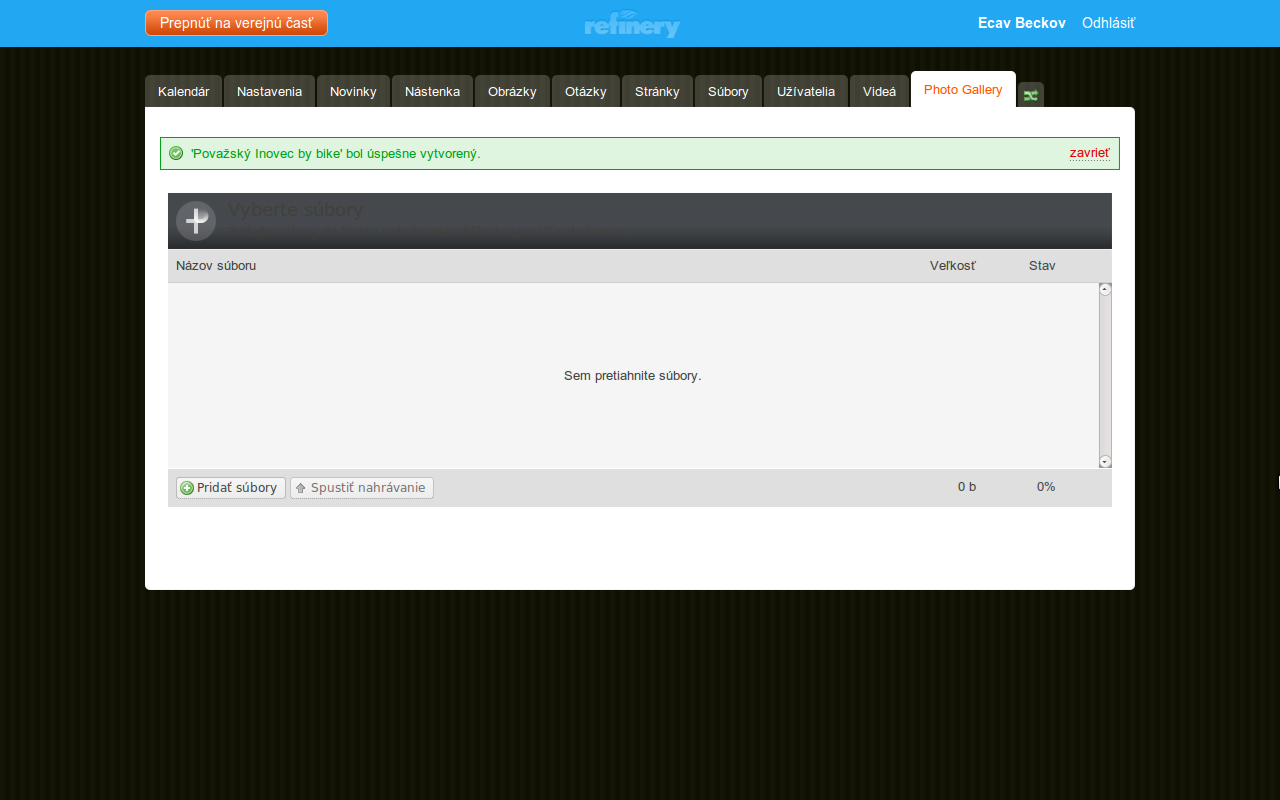 Prepnúť na verejnú časť
refinery
Ecav Beckov Odhlásiť
Kalendár Nastavenia Novinky Nástenka Obrázky Otázky Stránky Súbory Užívatelia Videá Photo Gallery
'Považský Inovec by bike' bol úspešne vytvorený. zavrieť
Vyberte súbory
Názov súboru Veľkosť Stav
Sem pretiahnite súbory.
Pridať súbory Spustiť nahrávanie 0 b 0%